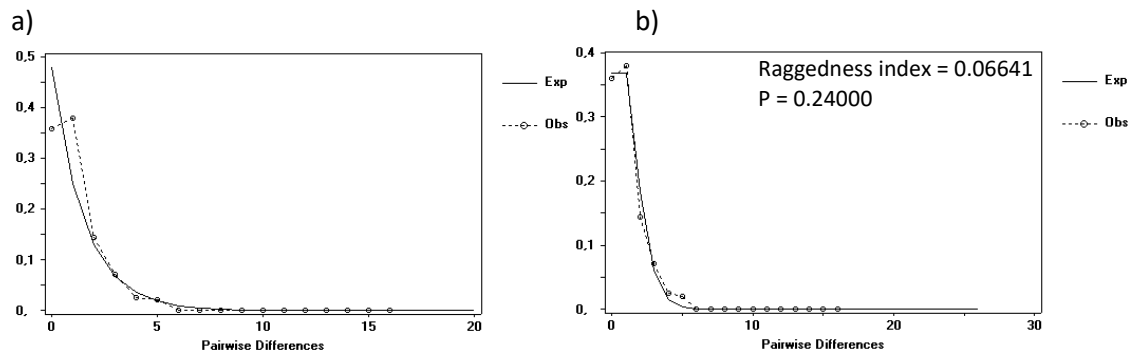 a)
0,5
0,4
0,3
0,2
0,1
0,
0
5
10
15
20
Pairwise Differences
Exp
Obs
b)
Raggedness index = 0.06641
P = 0.24000
0,4
0,3
0,2
0,1
0,
0
10
20
30
Pairwise Differences
Exp
Obs